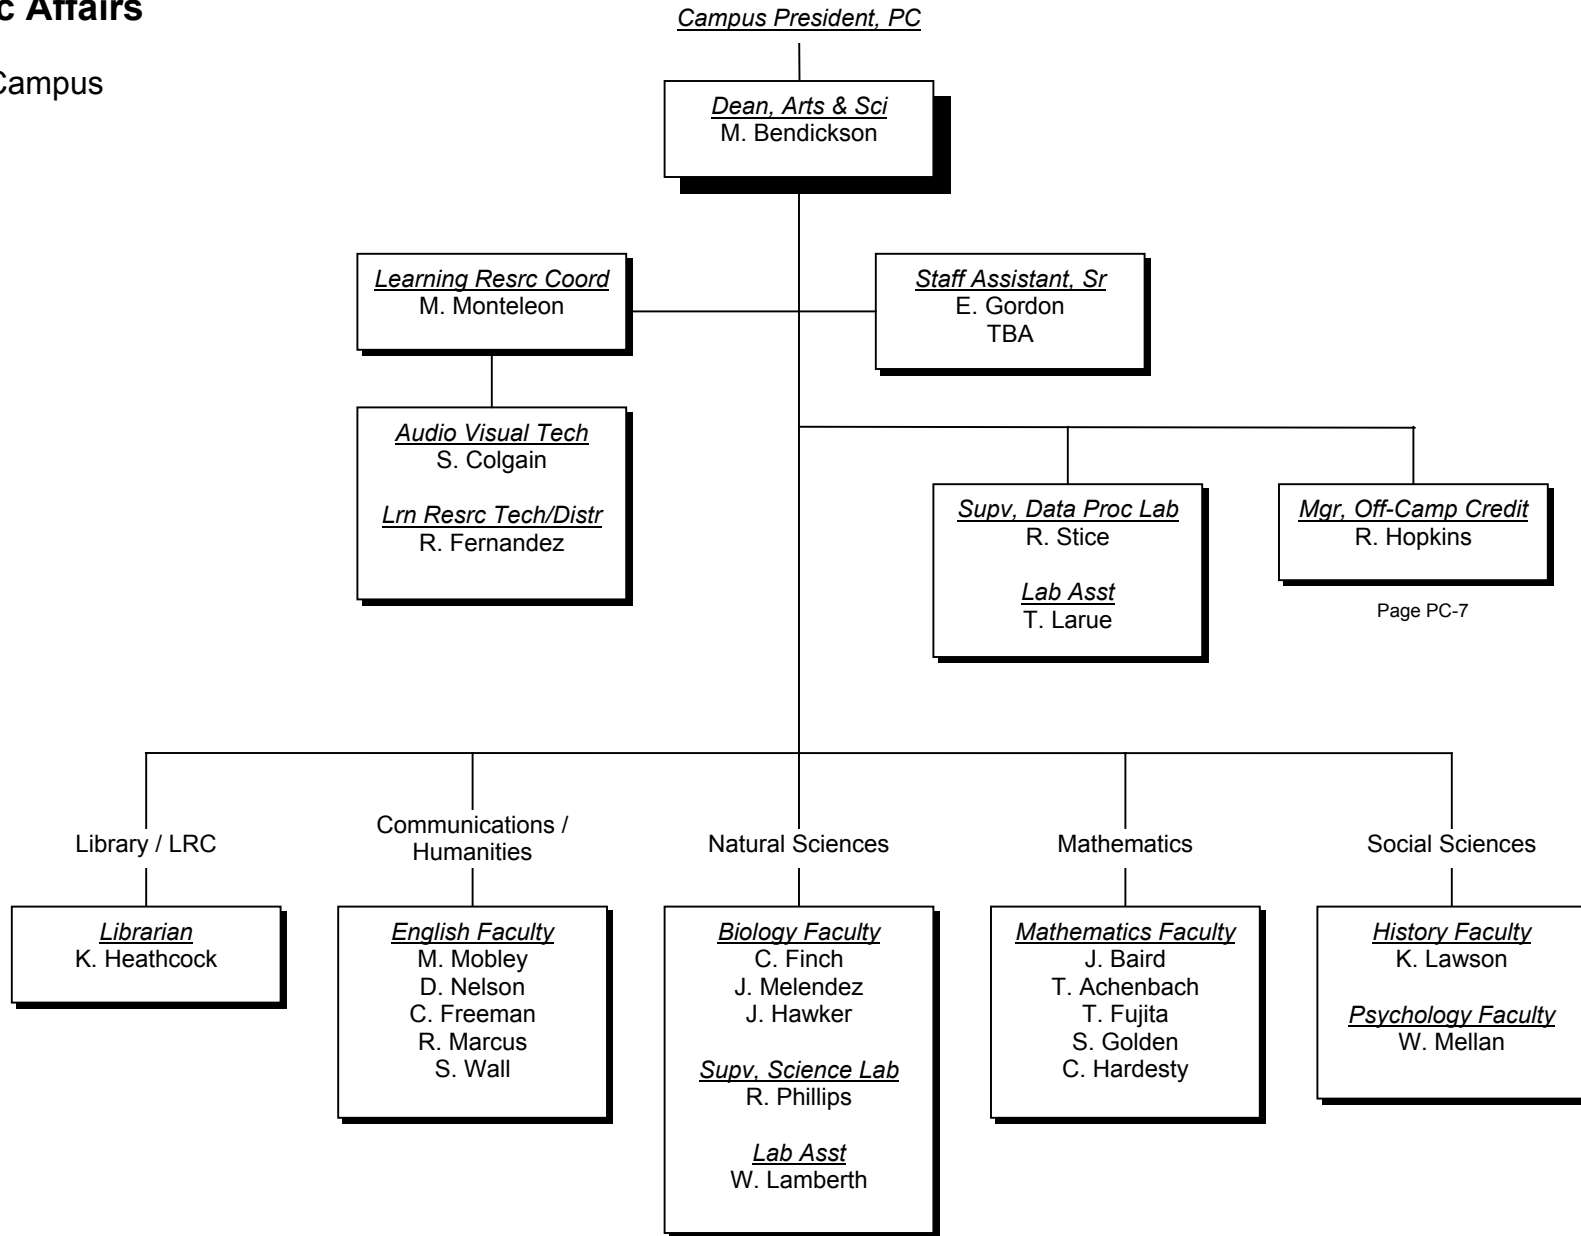 c Affairs
Campus
Campus President, PC
Dean, Arts & Sci
M. Bendickson
Learning Resrc Coord
M. Monteleon
Staff Assistant, Sr
E. Gordon
TBA
Audio Visual Tech
S. Colgain
Lrn Resrc Tech/Distr
R. Fernandez
Supv, Data Proc Lab
R. Stice
Lab Asst
T. Larue
Mgr, Off-Camp Credit
R. Hopkins
Page PC-7
Library / LRC
Librarian
K. Heathcock
Communications /
Humanities
English Faculty
M. Mobley
D. Nelson
C. Freeman
R. Marcus
S. Wall
Natural Sciences
Biology Faculty
C. Finch
J. Melendez
J. Hawker
Supv, Science Lab
R. Phillips
Lab Asst
W. Lamberth
Mathematics
Mathematics Faculty
J. Baird
T. Achenbach
T. Fujita
S. Golden
C. Hardesty
Social Sciences
History Faculty
K. Lawson
Psychology Faculty
W. Mellan